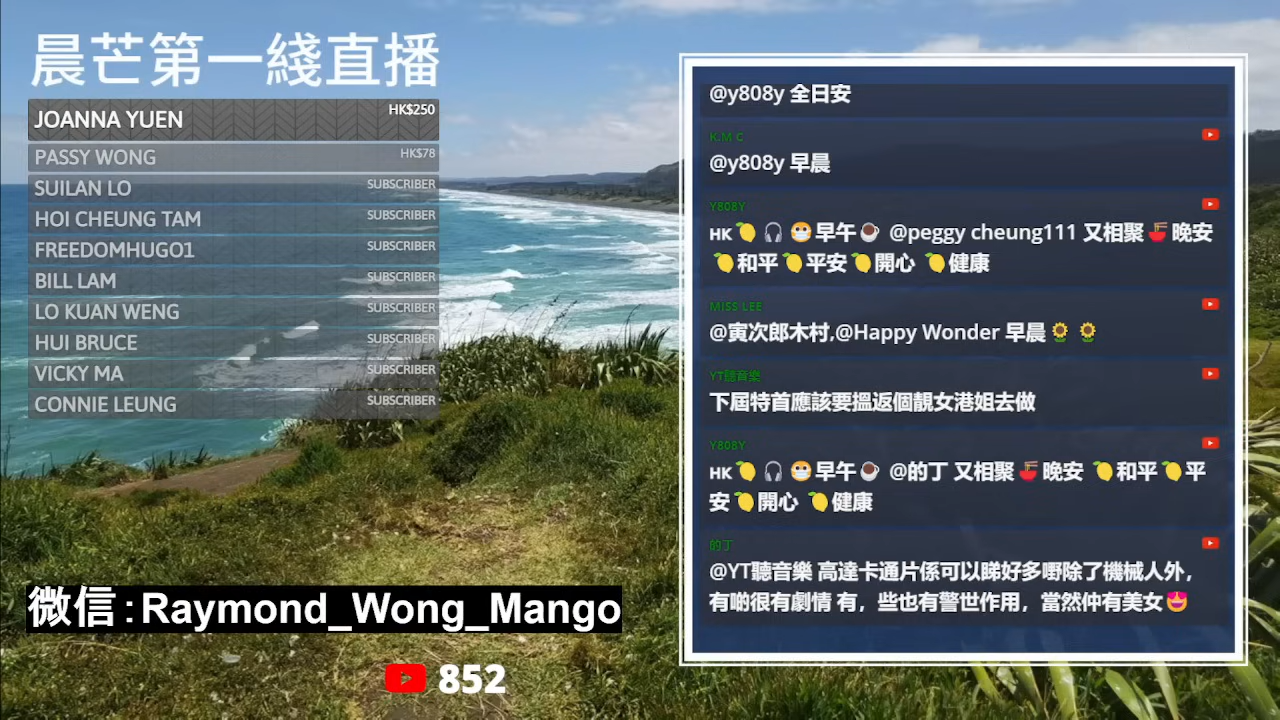 晨芒第一綫直播
JOANNA YUEN HK$250
PASSY WONG HK$78
SUILAN LO SUBSCRIBER
HOI CHEUNG TAM SUBSCRIBER
FREEDOMHUGO1 SUBSCRIBER
BILL LAM SUBSCRIBER
LO KUAN WENG SUBSCRIBER
HUI BRUCE SUBSCRIBER
VICKY MA SUBSCRIBER
CONNIE LEUNG SUBSCRIBER
微信:Raymond_Wong_Mango
852
@y808y 全日安
K.M C
@y808y 早晨
Y808Y
HK🍋🎧😷早午☕ @peggy cheung111 又相聚🍜晚安
🍋和平🍋平安🍋開心 🍋健康
MISS LEE
@寅次郎木村,@Happy Wonder 早晨🌻🌻
YT聽音樂
下屆特首應該要搵返個靚女港姐去做
Y808Y
HK🍋🎧😷早午☕ @的丁 又相聚🍜晚安 🍋和平🍋平
安🍋開心 🍋健康
的丁
@YT聽音樂 高達卡通片係可以睇好多嘢除了機械人外，
有啲很有劇情 有，些也有警世作用，當然仲有美女😍